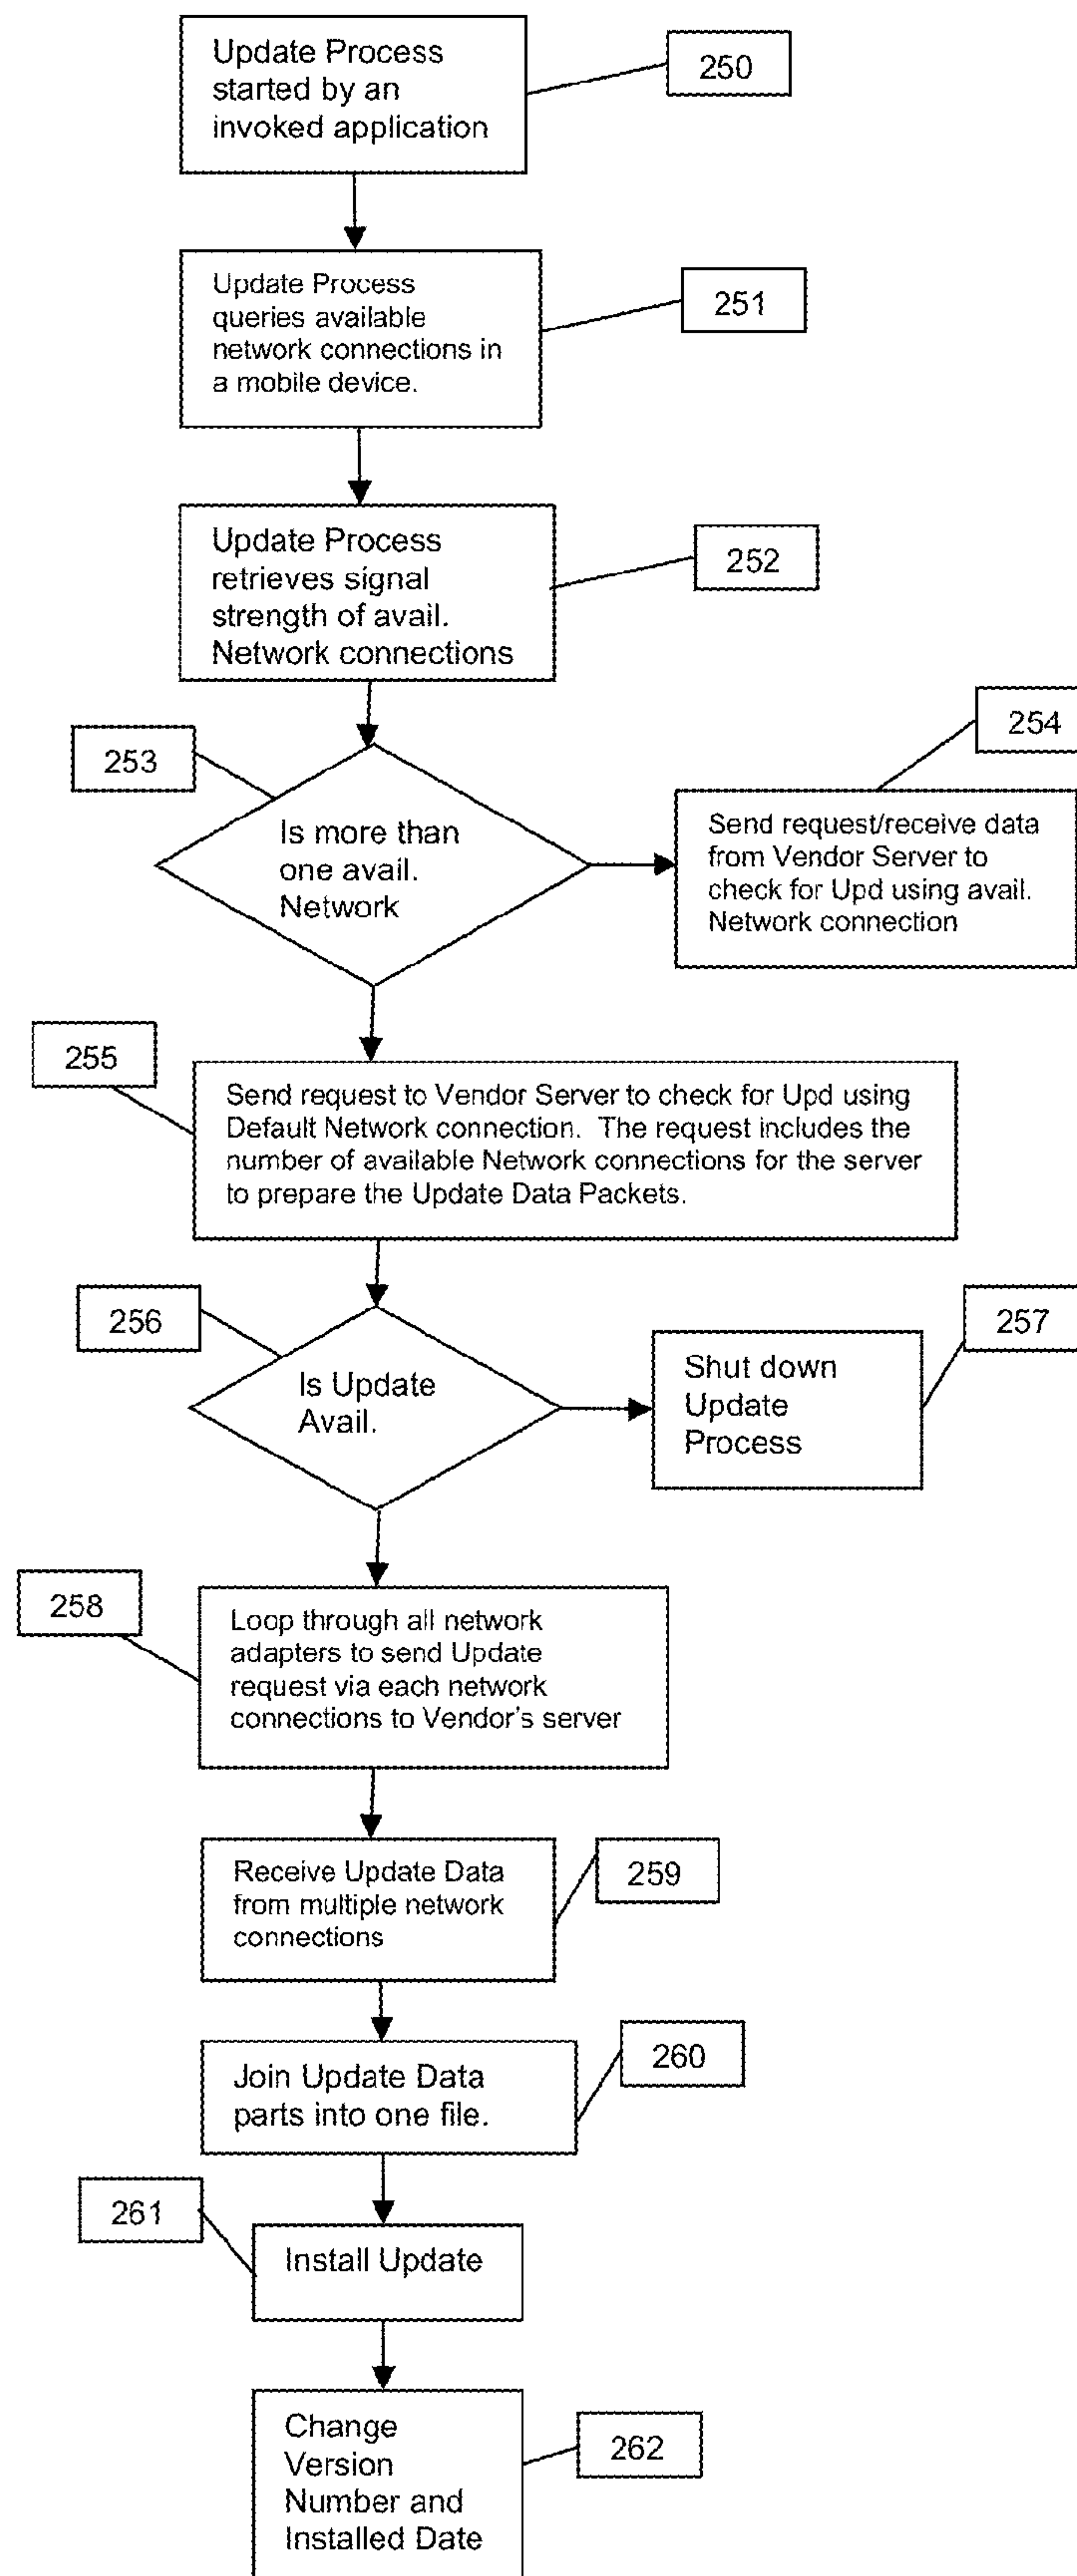 Update Process
started by an
invoked application
250
Update Process
queries available
network connections in
a mobile device.
251
Update Process
retrieves signal
strength of avail.
Network connections
252
253
Is more than
one avail.
Network
254
Send request/receive data
from Vendor Server to
check for Upd using avail.
Network connection
255
Send request to Vendor Server to check for Upd using
Default Network connection. The request includes the
number of available Network connections for the server
to prepare the Update Data Packets.
256
Is Update
Avail.
257
Shut down
Update
Process
258
Loop through all network
adapters to send Update
request via each network
connections to Vendor's server
Receive Update Data
from multiple network
connections
259
Join Update Data
parts into one file.
260
261
Install Update
Change
Version
Number and
Installed Date
262